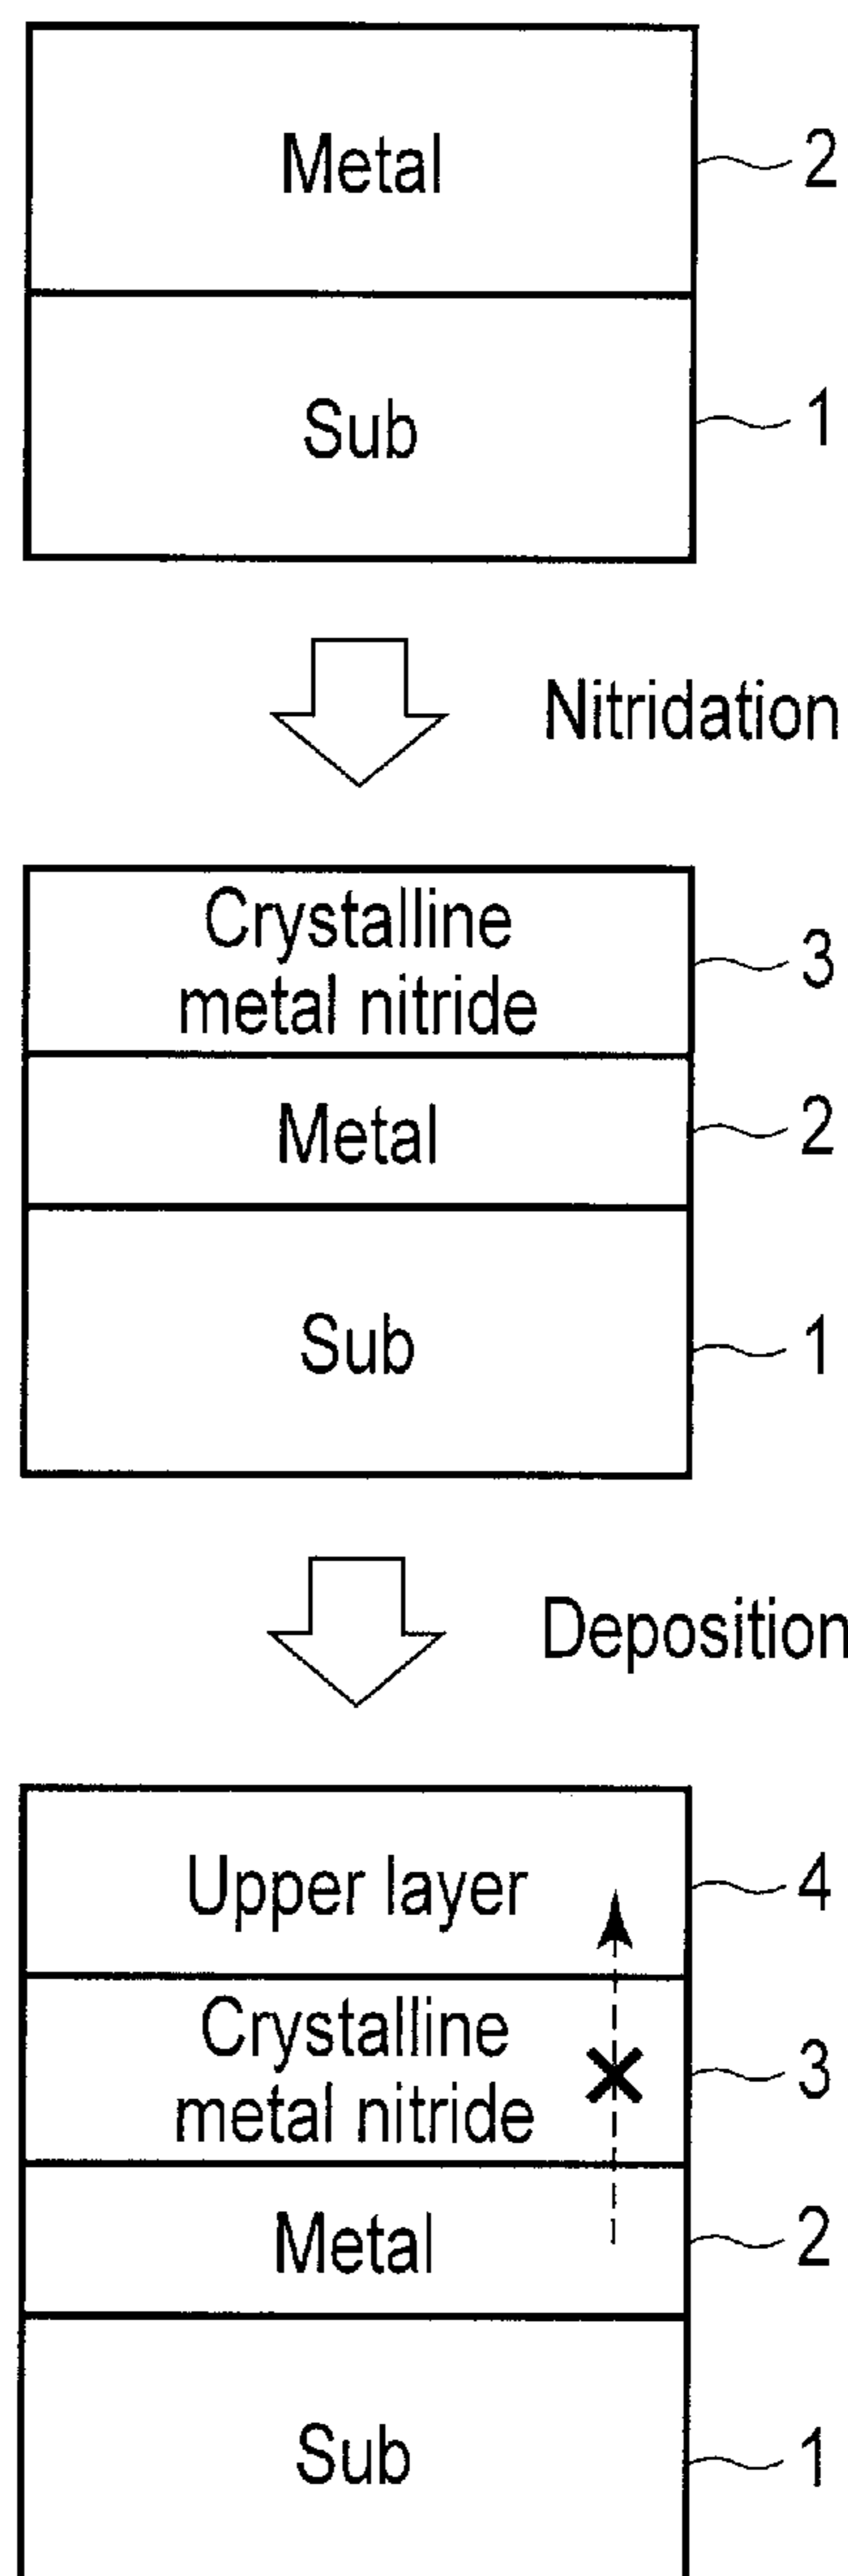 Metal 2
Sub 1
Nitridation
Crystalline
metal nitride 3
Metal 2
Sub 1
Deposition
Upper layer 4
Crystalline
metal nitride 3
Metal 2
Sub 1